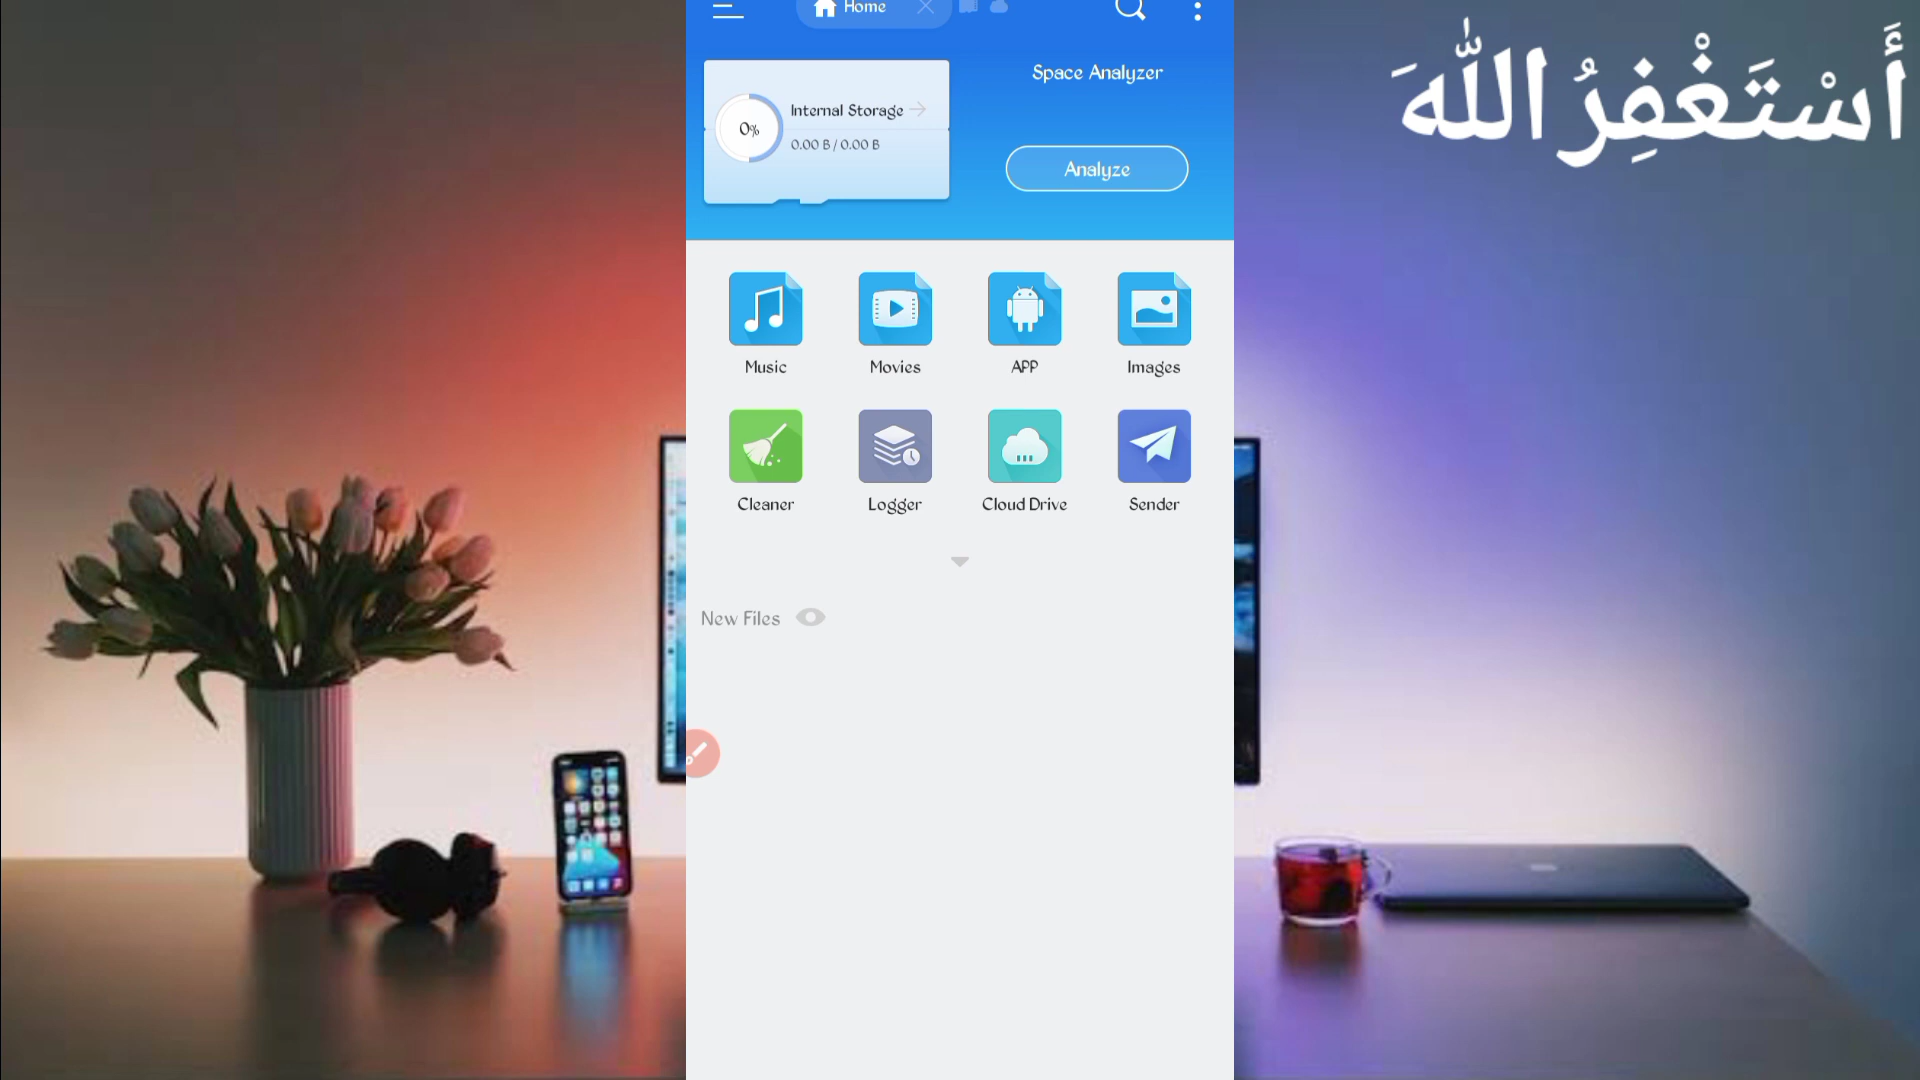 Home
Space Analyzer
0%
Internal Storage
0.00 B / 0.00 B
Analyze
Music
Movies
APP
Images
Cleaner
Logger
Cloud Drive
Sender
New Files
أَسْتَغْفِرُ اللَّهَ